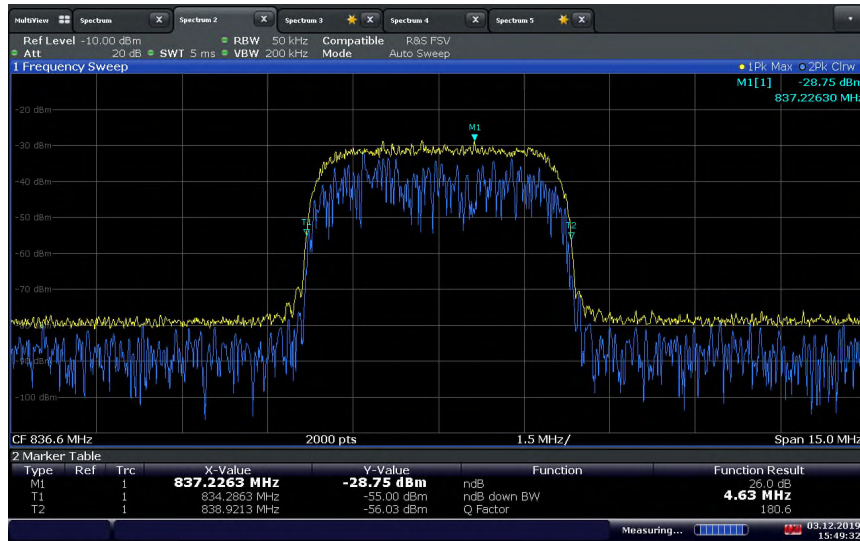 MultiView Spectrum X Spectrum 2 X Spectrum 3 X Spectrum 4 X Spectrum 5 X
Ref Level -10.00 dBm RBW 50 kHz Compatible R&S FSV
Att 20 dB SWT 5 ms VBW 200 kHz Mode Auto Sweep
1 Frequency Sweep 1Pk Max 2Pk Clrw
M1[1] -28.75 dBm
837.22630 MHz
-20 dBm
M1
-30 dBm
-40 dBm
-50 dBm
T1
T2
-60 dBm
-70 dBm
-90 dBm
-100 dBm
CF 836.6 MHz 2000 pts 1.5 MHz/ Span 15.0 MHz
2 Marker Table
Type Ref Trc X-Value Y-Value Function Function Result
M1 1 837.2263 MHz -28.75 dBm ndB 26.0 dB
T1 1 834.2863 MHz -55.00 dBm ndB down BW 4.63 MHz
T2 1 838.9213 MHz -56.03 dBm Q Factor 180.6
Measuring... 03.12.2019
15:49:32